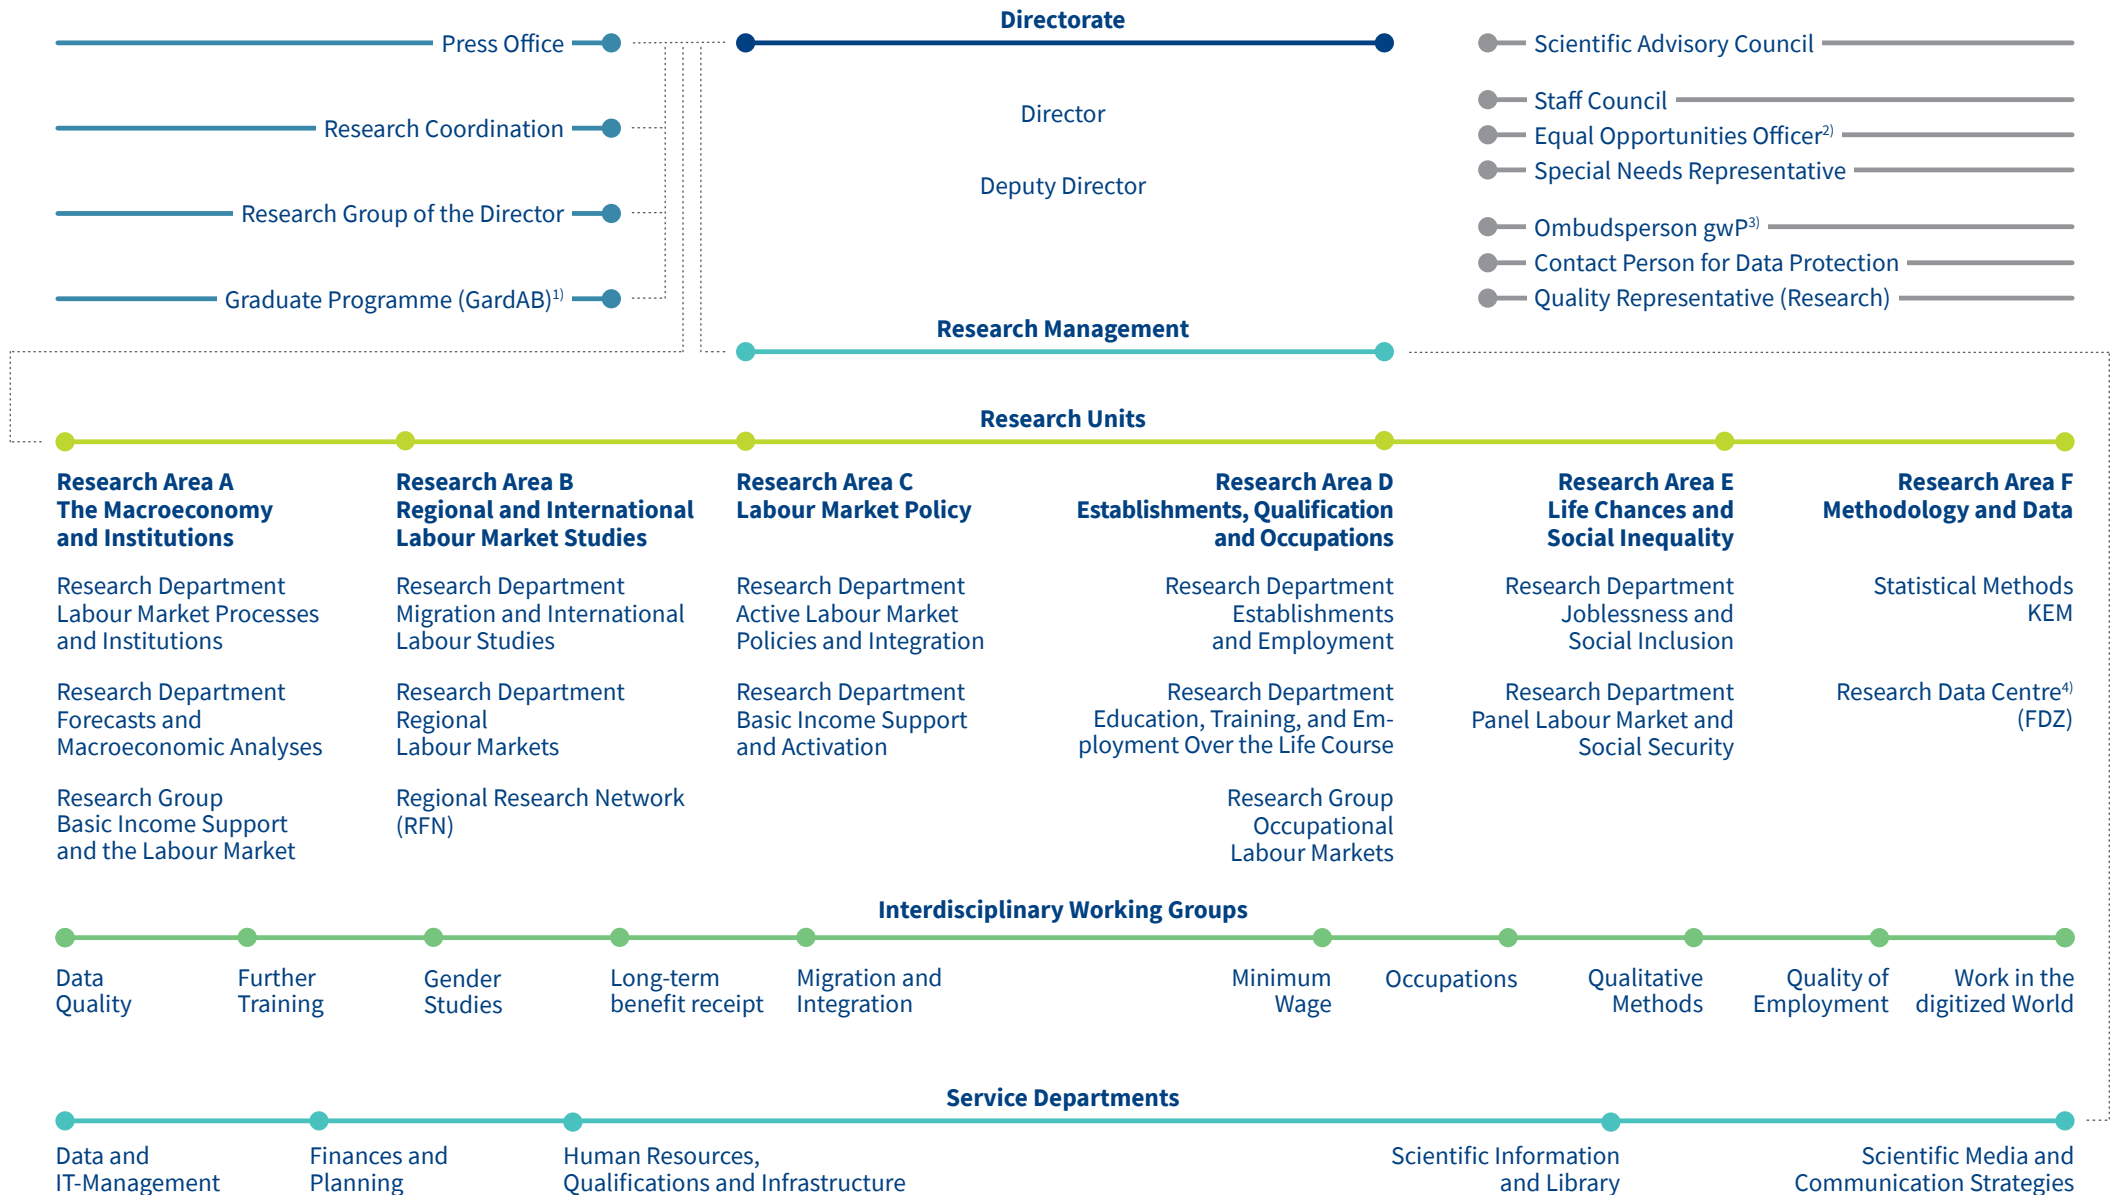 Directorate
Press Office
Research Coordination
Research Group of the Director
Graduate Programme (GardAB)1)
Director
Deputy Director
Scientific Advisory Council
Staff Council
Equal Opportunities Officer2)
Special Needs Representative
Ombudsperson gwP3)
Contact Person for Data Protection
Quality Representative (Research)
Research Management
Research Units
Research Area A
The Macroeconomy
and Institutions
Research Department
Labour Market Processes
and Institutions
Research Department
Forecasts and
Macroeconomic Analyses
Research Group
Basic Income Support
and the Labour Market
Research Area B
Regional and International
Labour Market Studies
Research Department
Migration and International
Labour Studies
Research Department
Regional
Labour Markets
Regional Research Network
(RFN)
Research Area C
Labour Market Policy
Research Department
Active Labour Market
Policies and Integration
Research Department
Basic Income Support
and Activation
Research Area D
Establishments, Qualification
and Occupations
Research Department
Establishments
and Employment
Research Department
Education, Training, and Em-
ployment Over the Life Course
Research Group
Occupational
Labour Markets
Research Area E
Life Chances and
Social Inequality
Research Department
Joblessness and
Social Inclusion
Research Department
Panel Labour Market and
Social Security
Research Area F
Methodology and Data
Statistical Methods
KEM
Research Data Centre4)
(FDZ)
Interdisciplinary Working Groups
Data
Quality
Further
Training
Gender
Studies
Long-term
benefit receipt
Migration and
Integration
Minimum
Wage
Occupations
Qualitative
Methods
Quality of
Employment
Work in the
digitized World
Service Departments
Data and
IT-Management
Finances and
Planning
Human Resources,
Qualifications and Infrastructure
Scientific Information
and Library
Scientific Media and
Communication Strategies